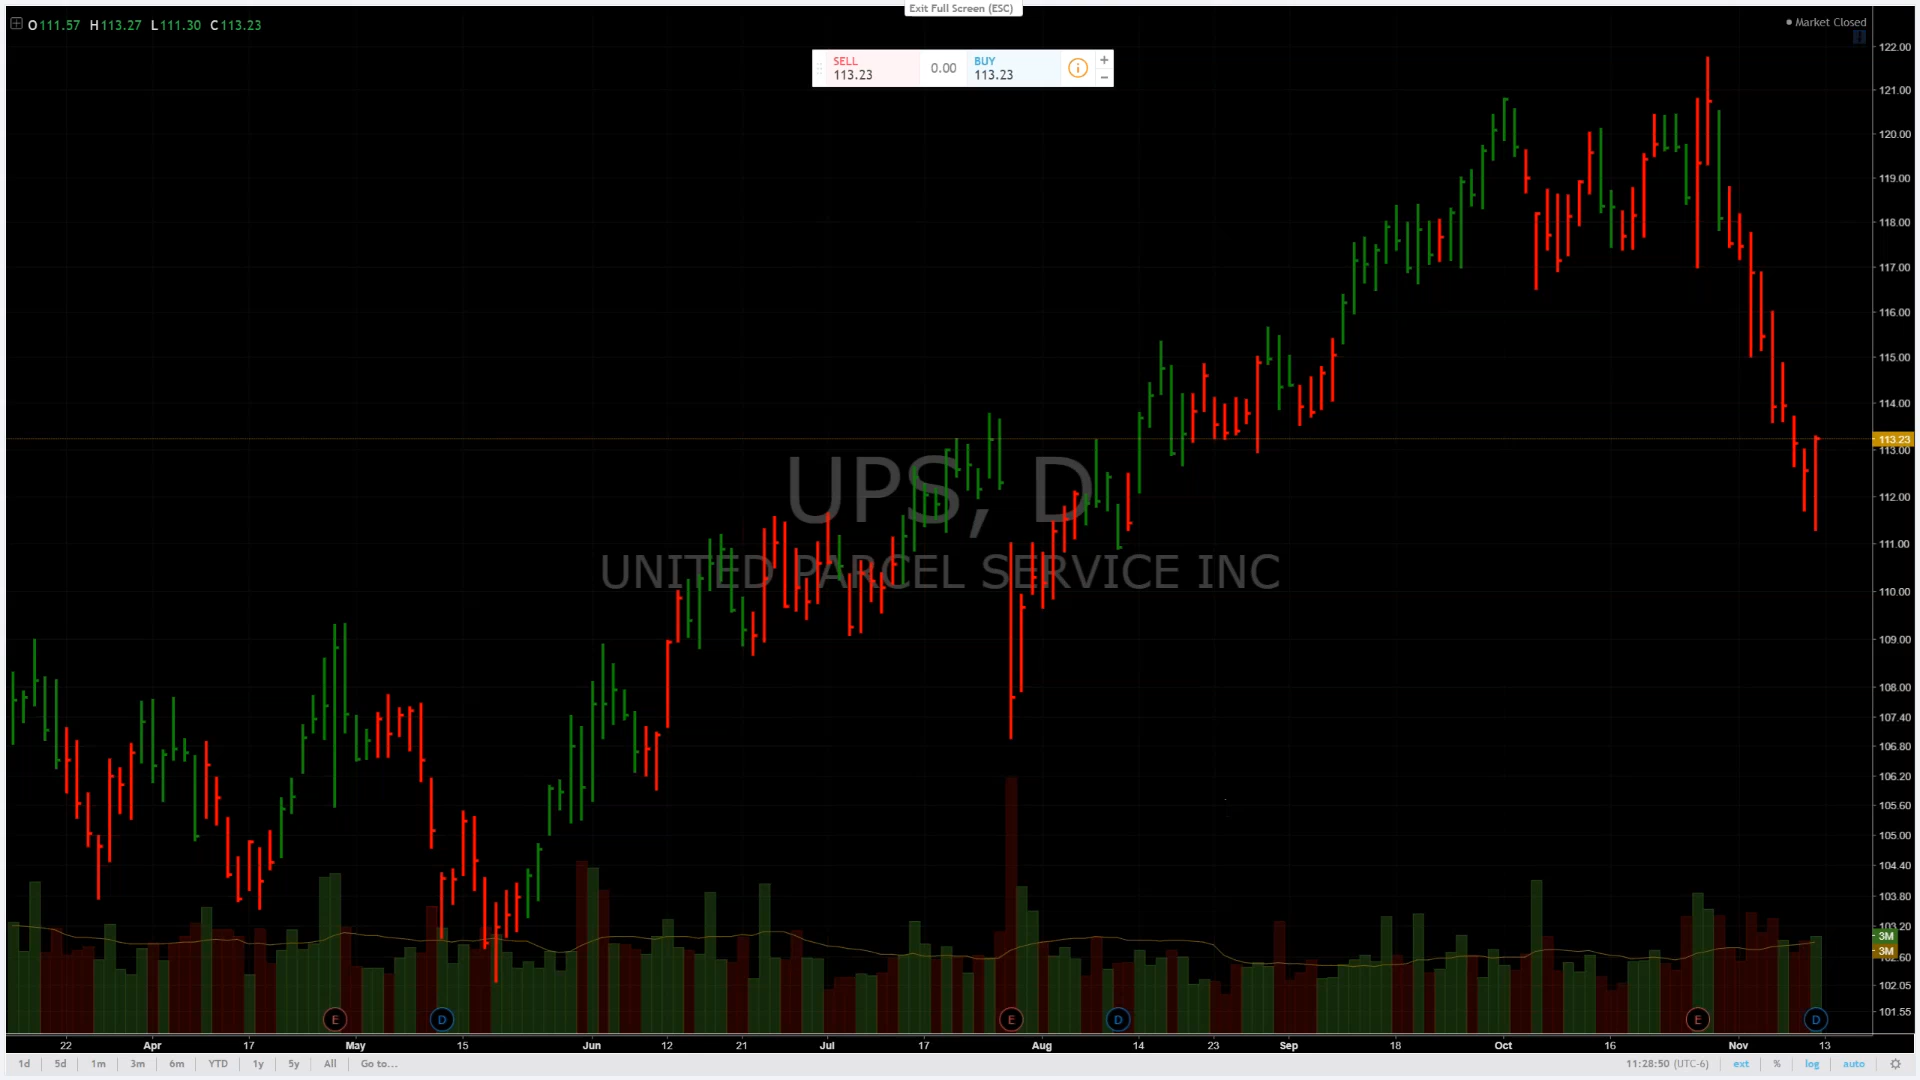 Exit Full Screen (ESC)
O111.57 H113.27 L111.30 C113.23
Market Closed
SELL
113.23
0.00
BUY
113.23
122.00
121.00
120.00
119.00
118.00
117.00
116.00
115.00
114.00
113.23
113.00
112.00
111.00
110.00
109.00
108.00
107.40
106.80
106.20
105.60
105.00
104.40
103.80
103.20
3M
3M
102.60
102.05
101.55
UPS, D
UNITED PARCEL SERVICE INC
E D E D E D
22 Apr 17 May 15 Jun 12 21 Jul 17 Aug 14 23 Sep 18 Oct 16 Nov 13
1d 5d 1m 3m 6m YTD 1y 5y All Go to... 11:28:50 (UTC-6) ext % log auto